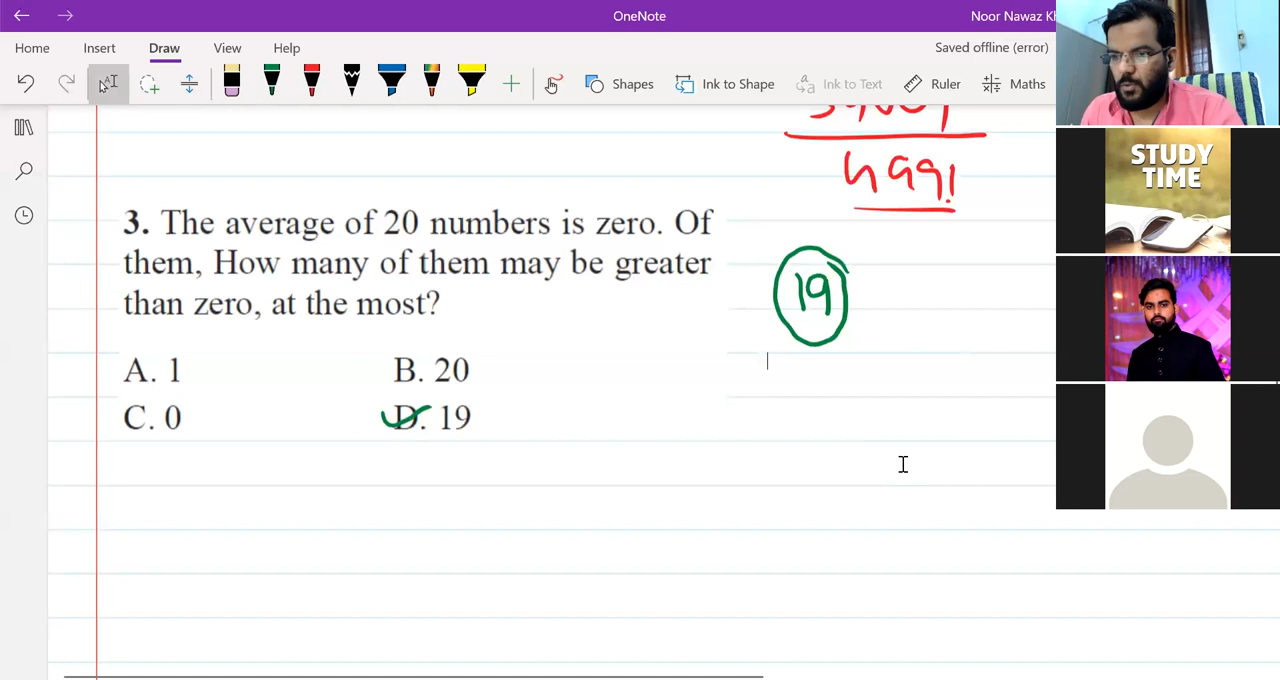 OneNote
Noor Nawaz Kh
Home Insert Draw View Help
Saved offline (error)
Shapes Ink to Shape Ink to Text Ruler Maths
3. The average of 20 numbers is zero. Of
them, How many of them may be greater
than zero, at the most?
19
A. 1 B. 20
C. 0 D. 19
STUDY
TIME